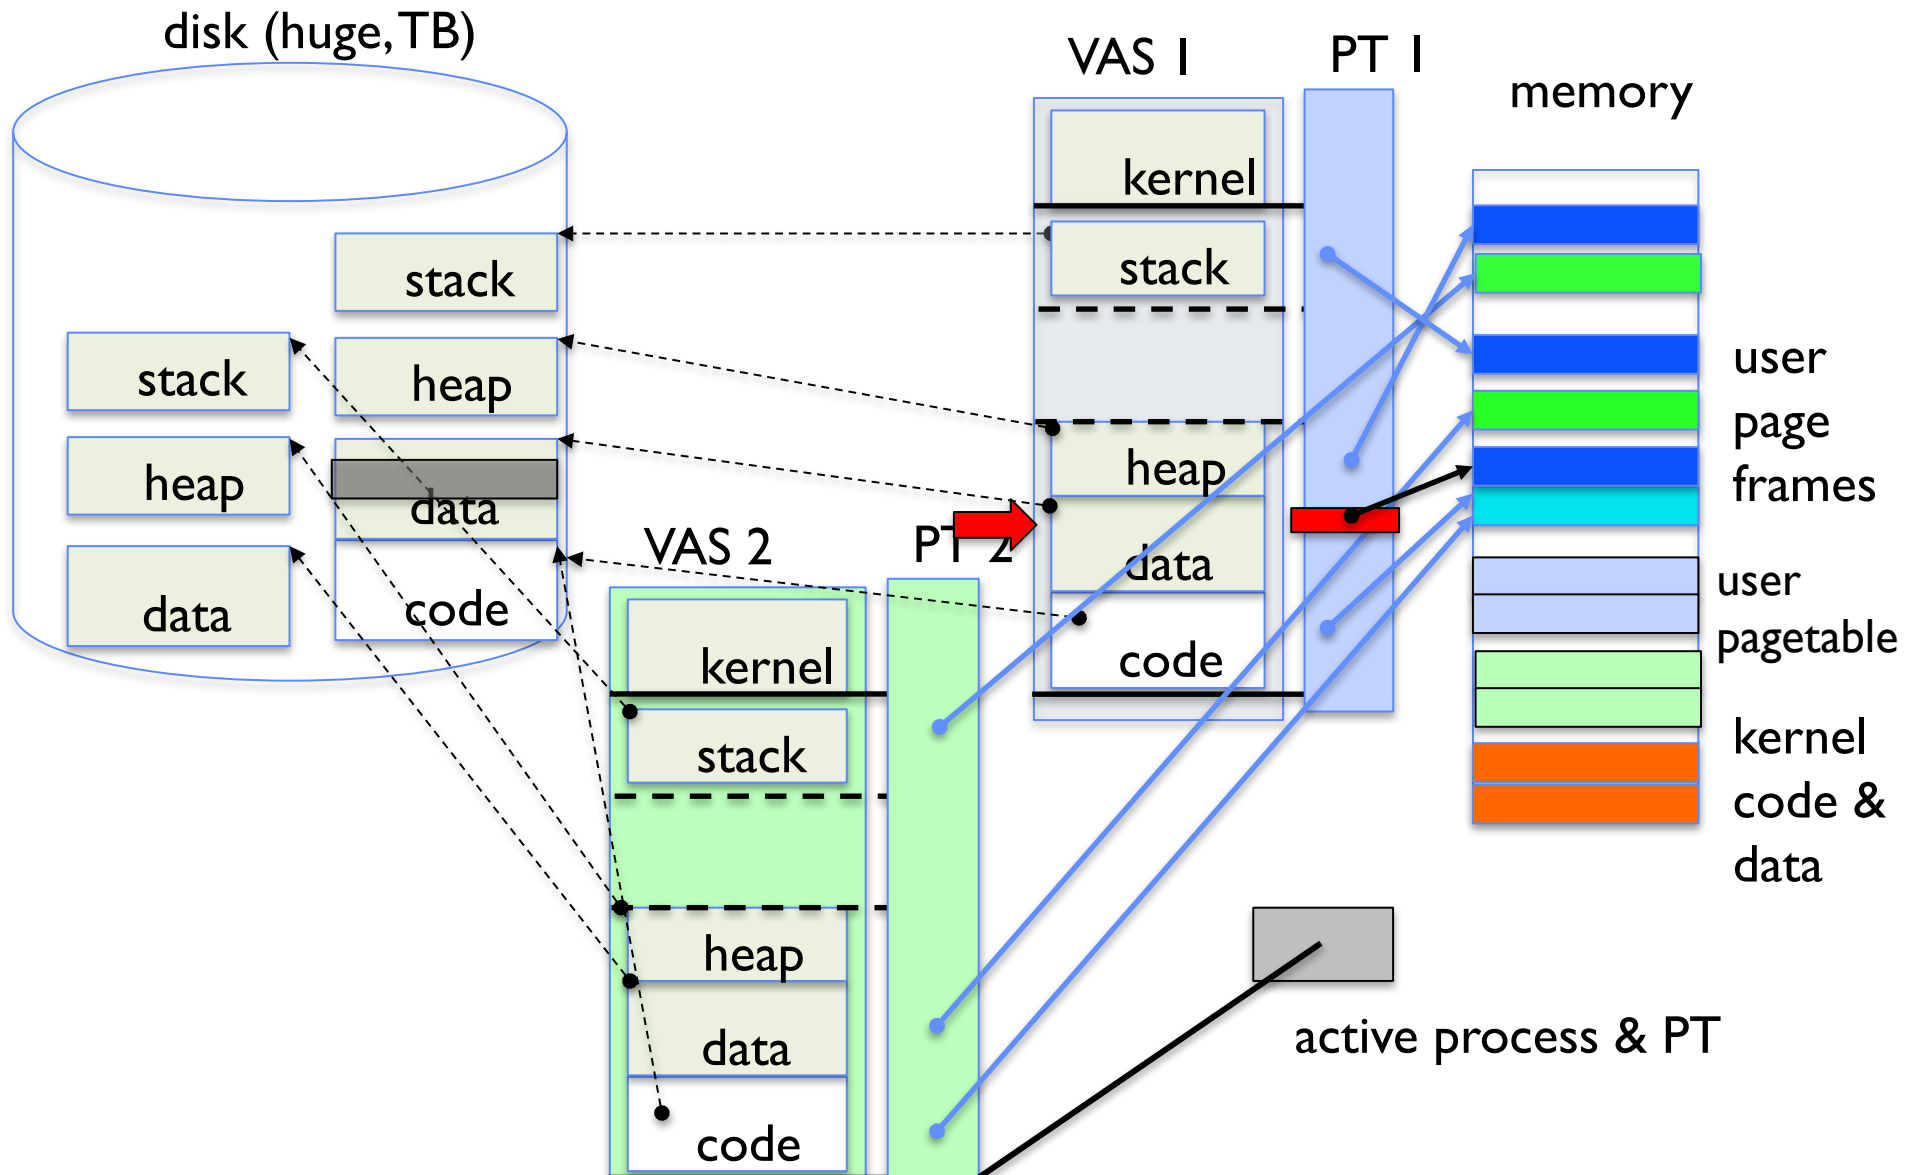 disk (huge, TB)
VAS 1
PT 1
memory
kernel
stack
stack
heap
data
code
stack
heap
data
heap
data
code
user
page
frames
user
pagetable
kernel
code &
data
VAS 2
PT 2
kernel
stack
heap
data
code
active process & PT